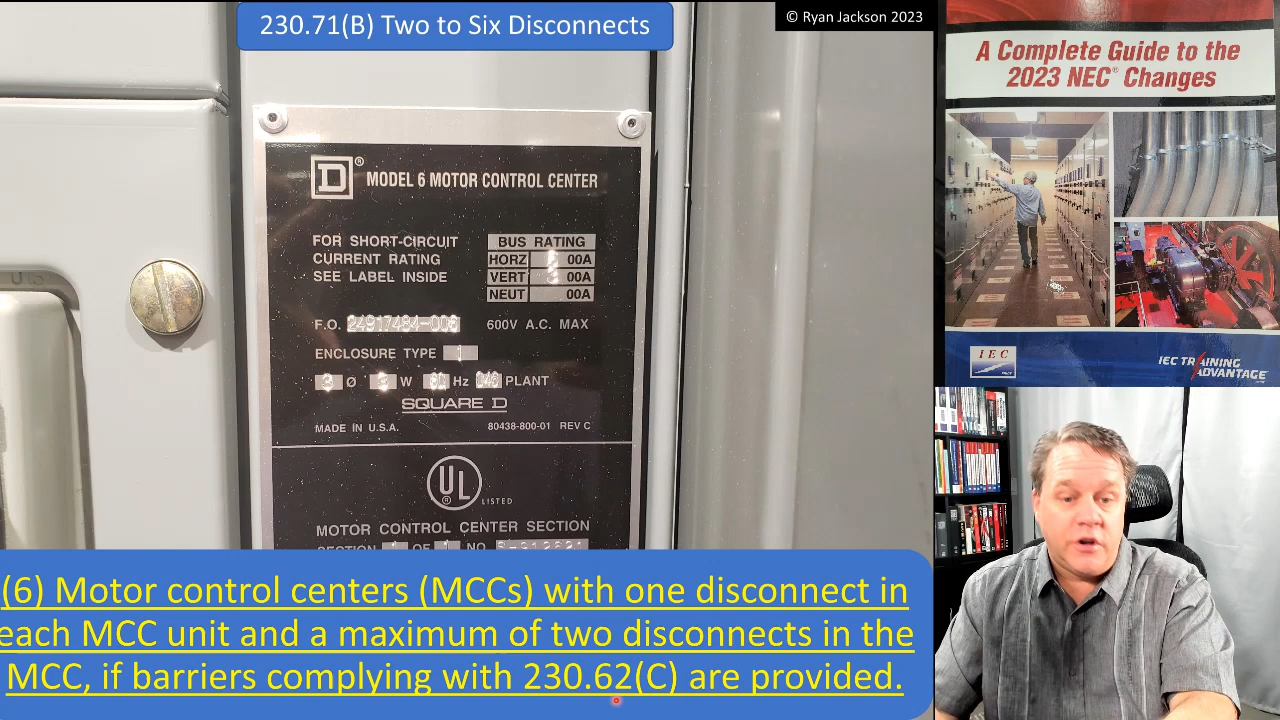 230.71(B) Two to Six Disconnects
© Ryan Jackson 2023
A Complete Guide to the
2023 NEC® Changes
D ®
MODEL 6 MOTOR CONTROL CENTER
FOR SHORT-CIRCUIT
CURRENT RATING
SEE LABEL INSIDE
BUS RATING
HORZ 00A
VERT 00A
NEUT 00A
F.O. 600V A.C. MAX
ENCLOSURE TYPE 1
Ø W Hz PLANT
SQUARE D
MADE IN U.S.A. 80438-800-01 REV C
UL ® LISTED
MOTOR CONTROL CENTER SECTION
SECTION OF NO.
IEC
IEC TRAINING
ADVANTAGE
(6) Motor control centers (MCCs) with one disconnect in
each MCC unit and a maximum of two disconnects in the
MCC, if barriers complying with 230.62(C) are provided.